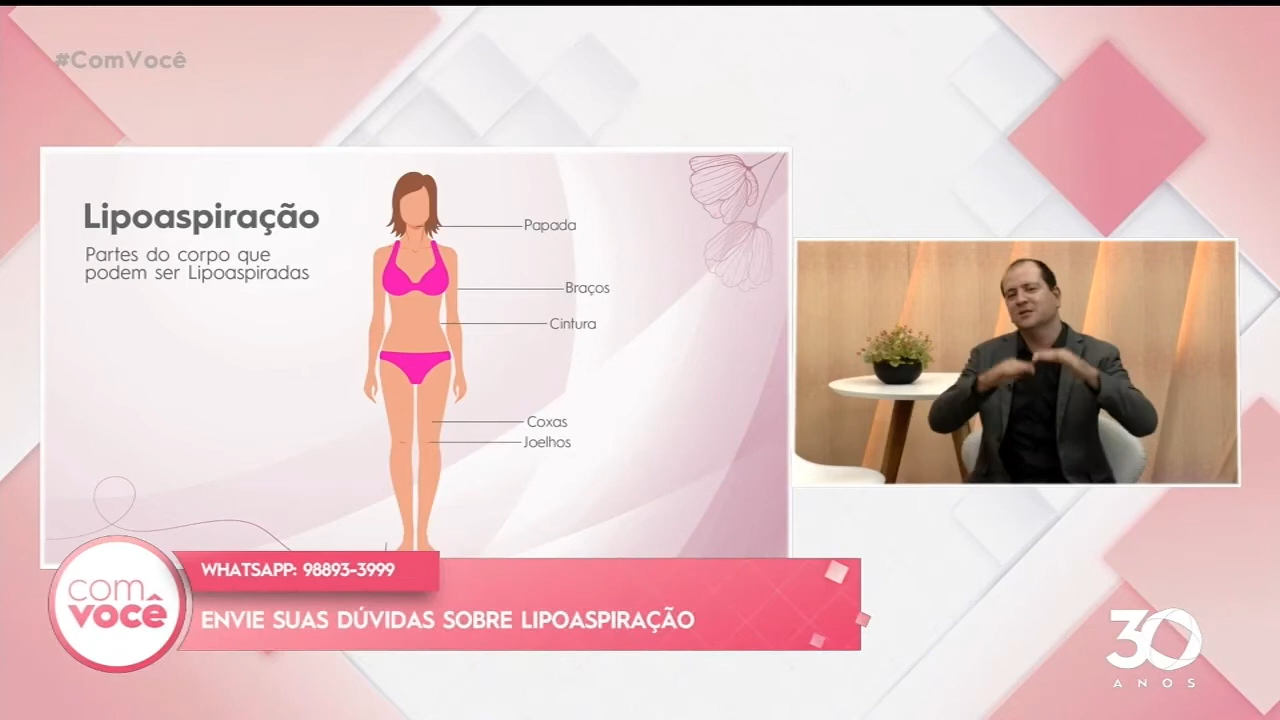 #ComVocê
Lipoaspiração
Partes do corpo que
podem ser Lipoaspiradas
Papada
Braços
Cintura
Coxas
Joelhos
com
você
WHATSAPP: 98893-3999
ENVIE SUAS DÚVIDAS SOBRE LIPOASPIRAÇÃO
30
ANOS